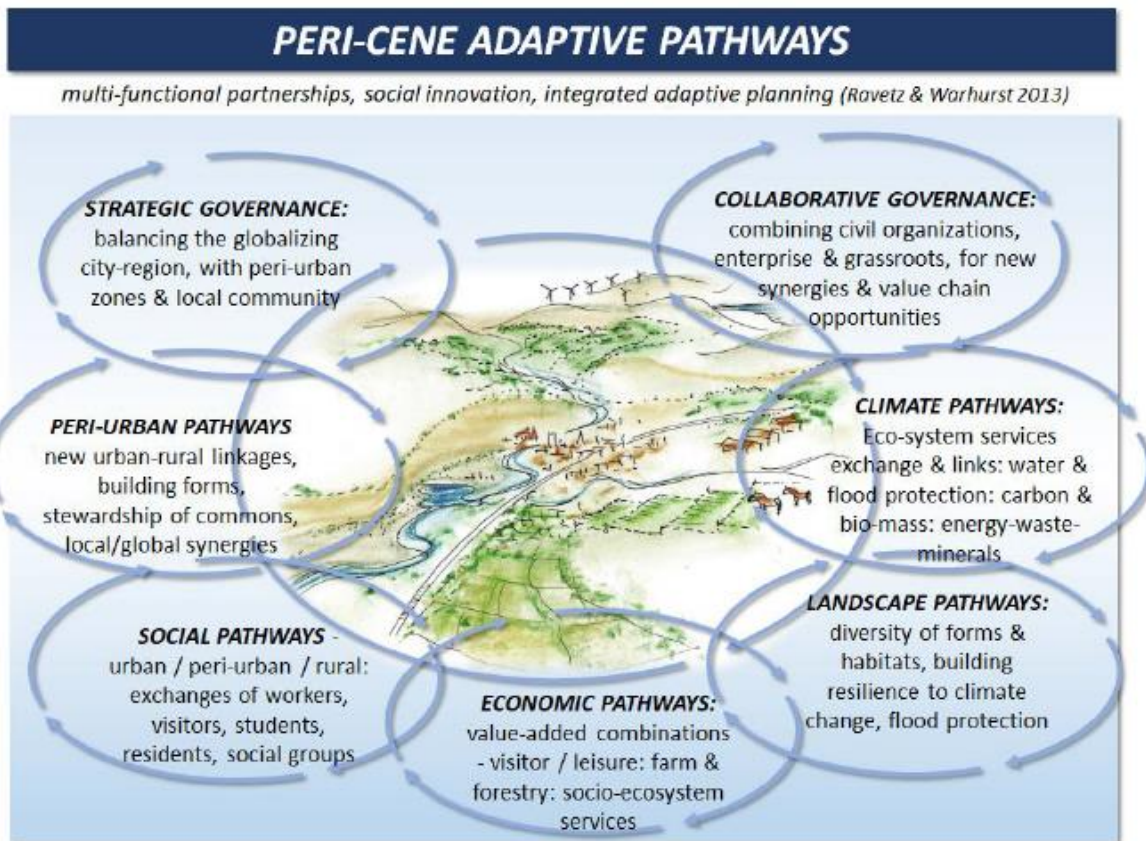 PERI-CENE ADAPTIVE PATHWAYS
multi-functional partnerships, social innovation, integrated adaptive planning (Ravetz & Warhurst 2013)
STRATEGIC GOVERNANCE:
balancing the globalizing
city-region, with peri-urban
zones & local community
COLLABORATIVE GOVERNANCE:
combining civil organizations,
enterprise & grassroots, for new
synergies & value chain
opportunities
PERI-URBAN PATHWAYS
new urban-rural linkages,
building forms,
stewardship of commons,
local/global synergies
CLIMATE PATHWAYS:
Eco-system services
exchange & links: water &
flood protection: carbon &
bio-mass: energy-waste-
minerals
SOCIAL PATHWAYS -
urban / peri-urban / rural:
exchanges of workers,
visitors, students,
residents, social groups
ECONOMIC PATHWAYS:
value-added combinations
- visitor / leisure: farm &
forestry: socio-ecosystem
services
LANDSCAPE PATHWAYS:
diversity of forms &
habitats, building
resilience to climate
change, flood protection